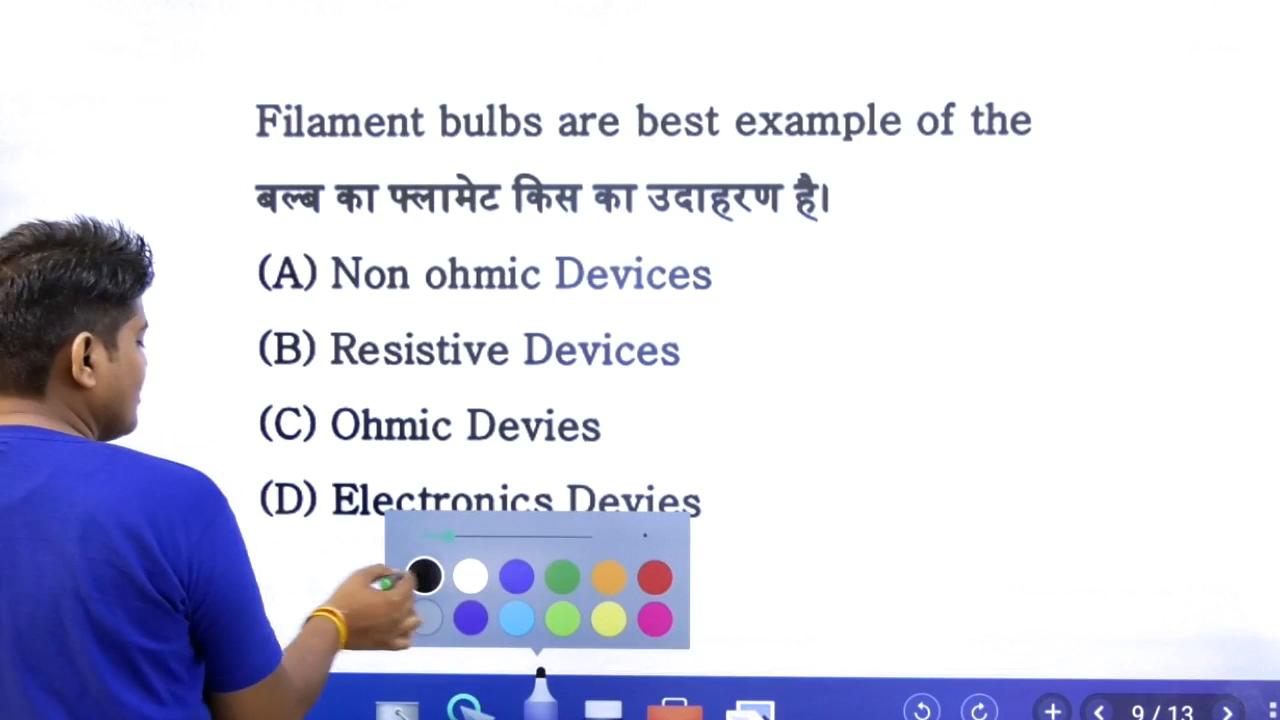 Filament bulbs are best example of the
बल्ब का फ्लामेट किस का उदाहरण है।
(A) Non ohmic Devices
(B) Resistive Devices
(C) Ohmic Devies
(D) Electronics Devies
9 / 13